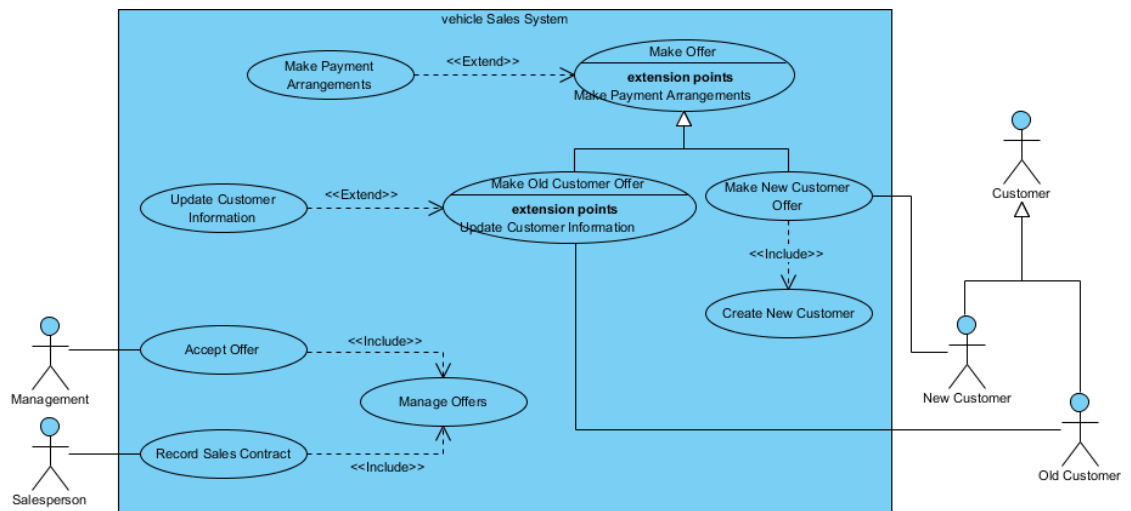 vehicle Sales System
Make Offer
extension points
Make Payment Arrangements
Make Payment
Arrangements
<<Extend>>
Customer
Make Old Customer Offer
extension points
Update Customer Information
Update Customer
Information
<<Extend>>
Make New Customer
Offer
<<Include>>
Create New Customer
Management
Accept Offer
<<Include>>
Manage Offers
New Customer
Salesperson
Record Sales Contract
<<Include>>
Old Customer